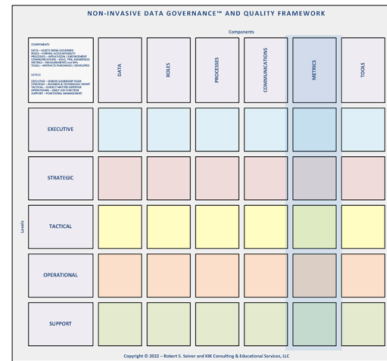 NON-INVASIVE DATA GOVERNANCE™ AND QUALITY FRAMEWORK
Components
COMPONENTS
DATA
ROLES
PROCESSES
COMMUNICATIONS
METRICS
TOOLS
EXECUTIVE
STRATEGIC
Levels
TACTICAL
OPERATIONAL
SUPPORT
Copyright © 2022 – Robert S. Seiner and KIK Consulting & Educational Services, LLC